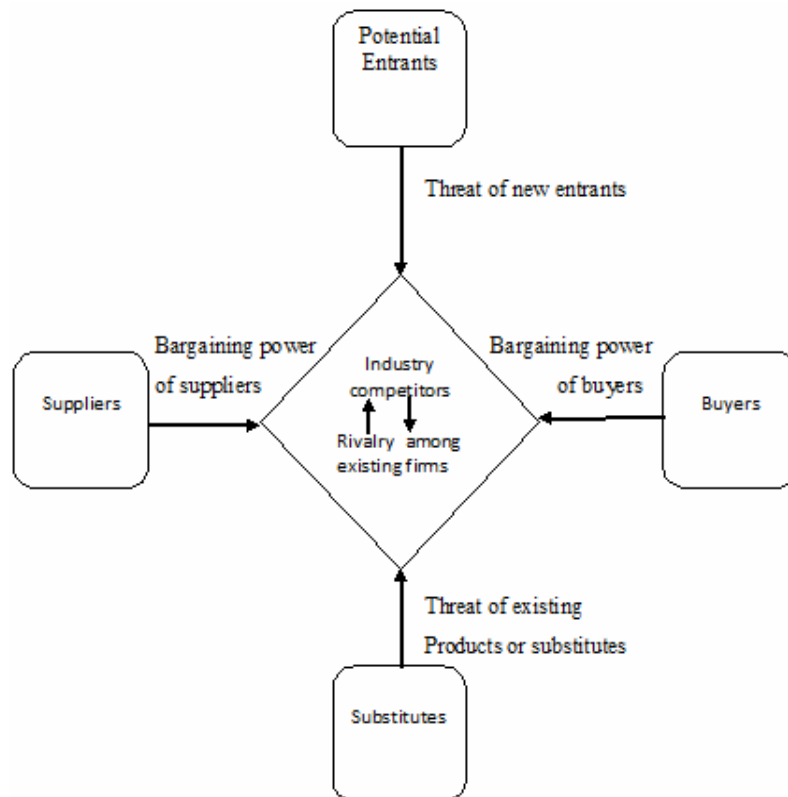 Potential
Entrants
Threat of new entrants
Bargaining power
of suppliers
Suppliers
Industry
competitors
Rivalry among
existing firms
Bargaining power
of buyers
Buyers
Threat of existing
Products or substitutes
Substitutes